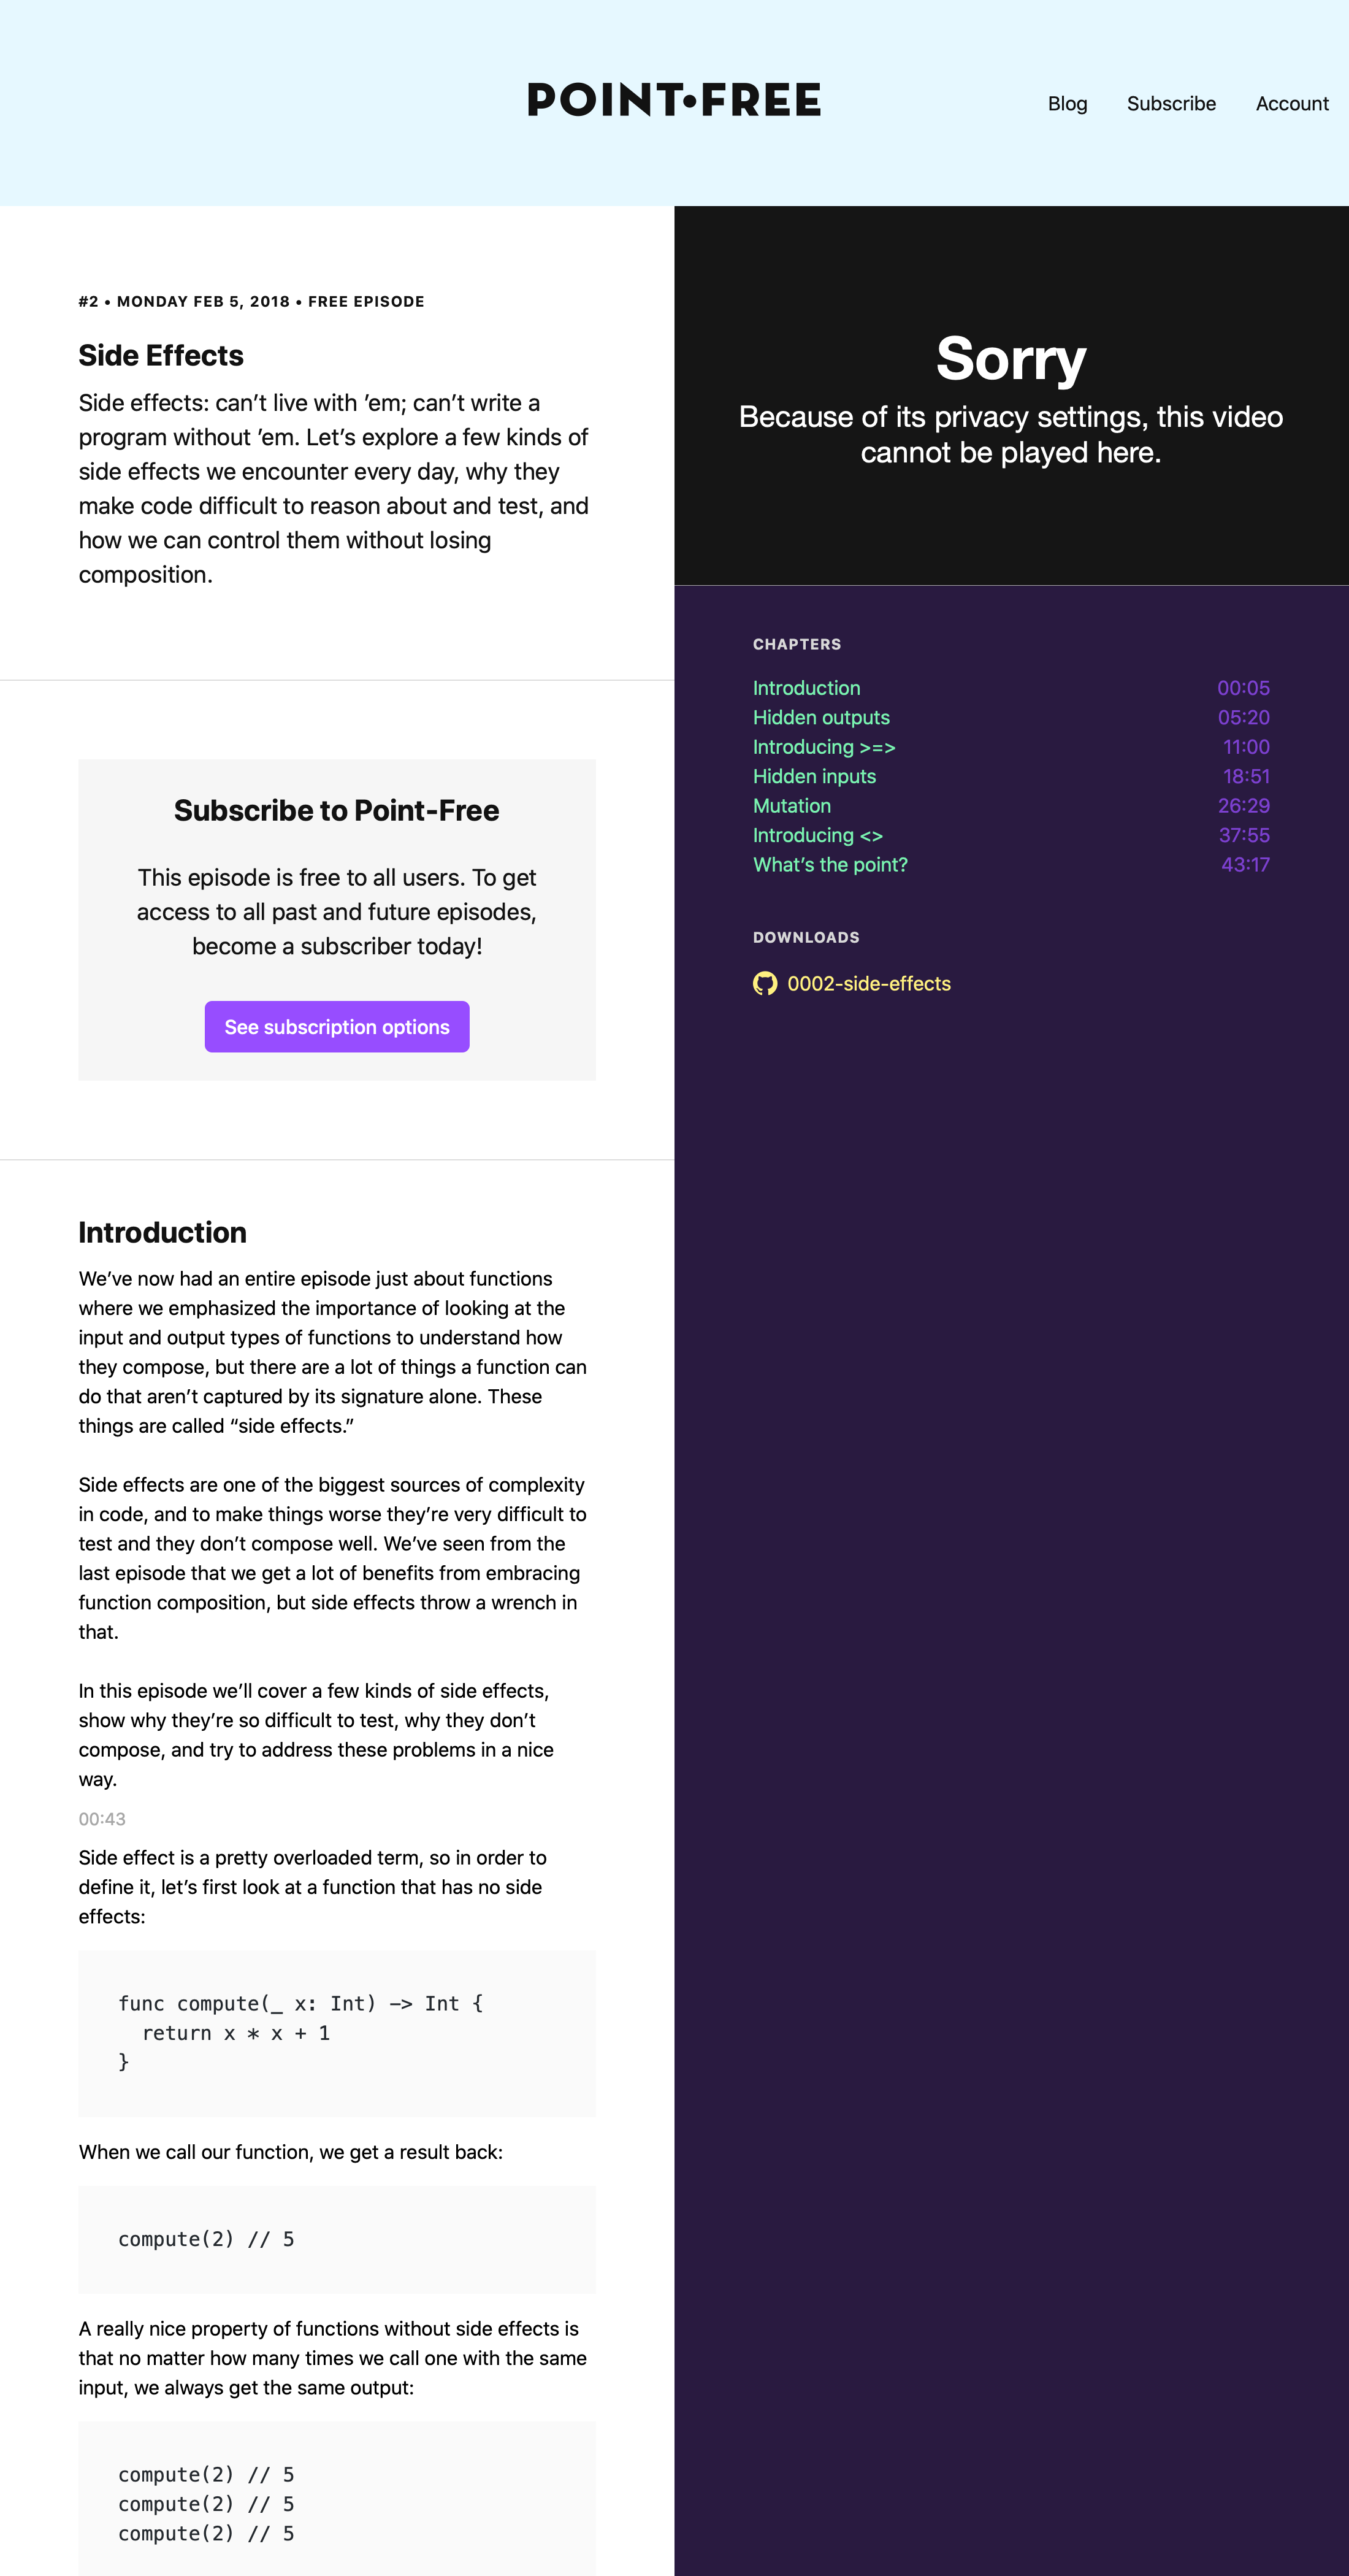 POINT•FREE
Blog
Subscribe
Account
#2 • MONDAY FEB 5, 2018 • FREE EPISODE
Side Effects
Side effects: can’t live with ’em; can’t write a
program without ’em. Let’s explore a few kinds of
side effects we encounter every day, why they
make code difficult to reason about and test, and
how we can control them without losing
composition.
Subscribe to Point-Free
This episode is free to all users. To get
access to all past and future episodes,
become a subscriber today!
See subscription options
Introduction
We’ve now had an entire episode just about functions
where we emphasized the importance of looking at the
input and output types of functions to understand how
they compose, but there are a lot of things a function can
do that aren’t captured by its signature alone. These
things are called “side effects.”
Side effects are one of the biggest sources of complexity
in code, and to make things worse they’re very difficult to
test and they don’t compose well. We’ve seen from the
last episode that we get a lot of benefits from embracing
function composition, but side effects throw a wrench in
that.
In this episode we’ll cover a few kinds of side effects,
show why they’re so difficult to test, why they don’t
compose, and try to address these problems in a nice
way.
00:43
Side effect is a pretty overloaded term, so in order to
define it, let’s first look at a function that has no side
effects:
func compute(_ x: Int) -> Int {
  return x * x + 1
}
When we call our function, we get a result back:
compute(2) // 5
A really nice property of functions without side effects is
that no matter how many times we call one with the same
input, we always get the same output:
compute(2) // 5
compute(2) // 5
compute(2) // 5
Sorry
Because of its privacy settings, this video
cannot be played here.
CHAPTERS
Introduction 00:05
Hidden outputs 05:20
Introducing >=> 11:00
Hidden inputs 18:51
Mutation 26:29
Introducing <> 37:55
What’s the point? 43:17
DOWNLOADS
0002-side-effects